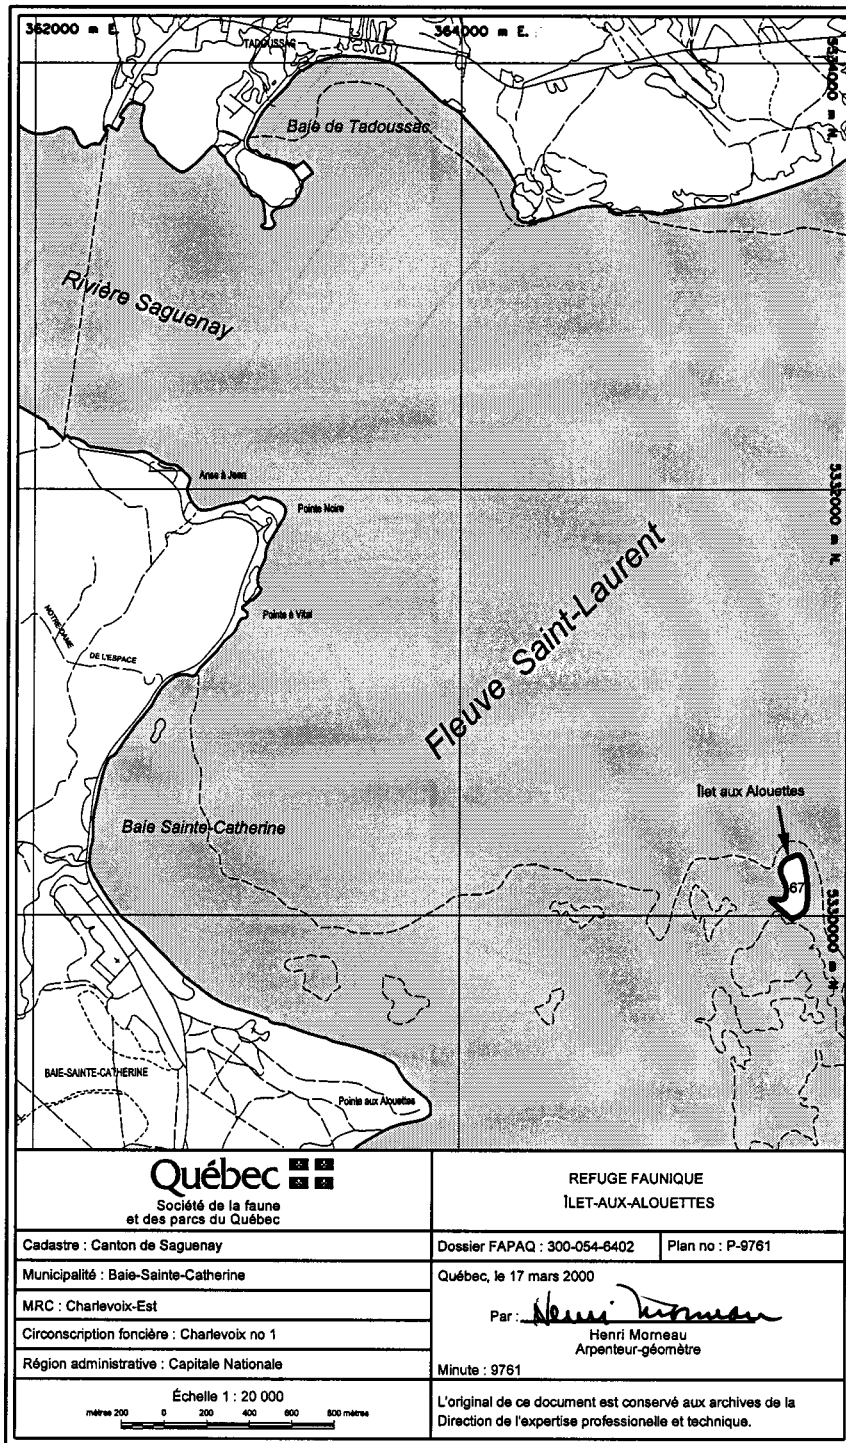 362000 m E.
364000 m E.
TADOUSSAC
5334000 m N.
Baie de Tadoussac
Rivière Saguenay
Anse à Jean
Pointe Noire
5332000 m N.
Fleuve Saint-Laurent
Pointe à Vital
NOTRE-DAME
DE L'ESPACE
Îlet aux Alouettes
Baie Sainte-Catherine
67
5330000 m N
BAIE-SAINTE-CATHERINE
Pointe aux Alouettes
Québec
Société de la faune
et des parcs du Québec
REFUGE FAUNIQUE
ÎLET-AUX-ALOUETTES
Cadastre : Canton de Saguenay
Dossier FAPAQ : 300-054-6402
Plan no : P-9761
Municipalité : Baie-Sainte-Catherine
Québec, le 17 mars 2000
MRC : Charlevoix-Est
Par : Henri Morneau
Henri Morneau
Arpenteur-géomètre
Circonscription foncière : Charlevoix no 1
Région administrative : Capitale Nationale
Minute : 9761
Échelle 1 : 20 000
mètres 200 0 200 400 600 800 mètres
L'original de ce document est conservé aux archives de la
Direction de l'expertise professionelle et technique.